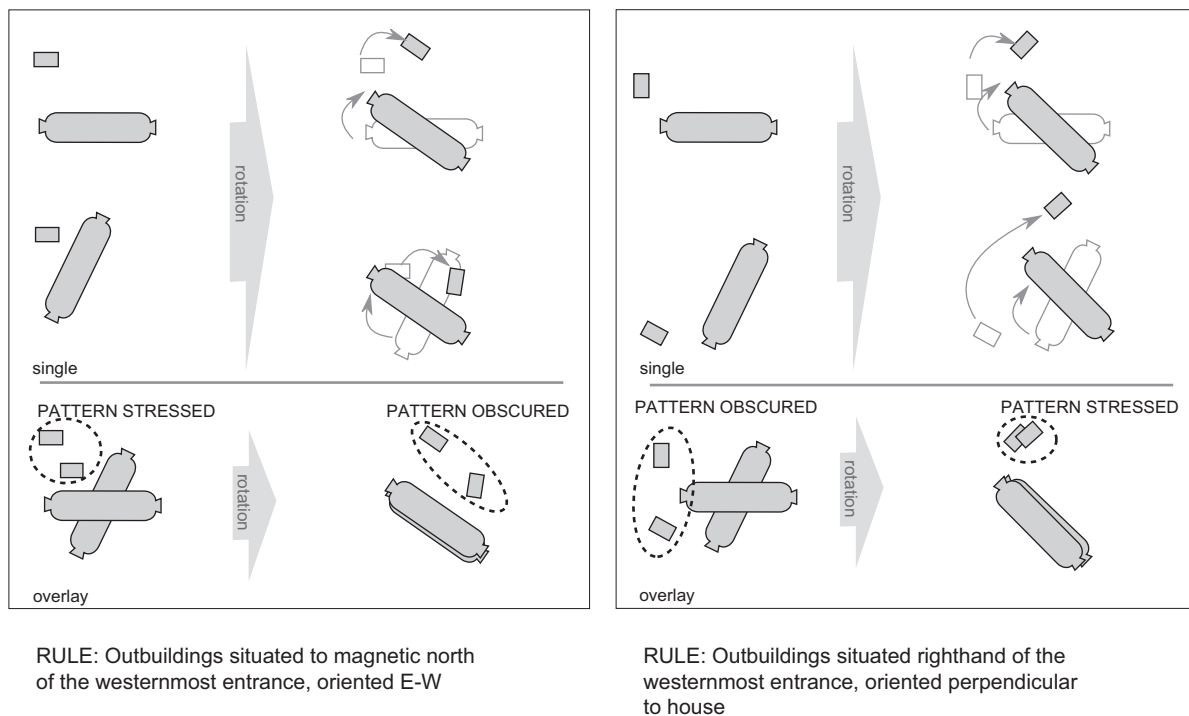 rotation
single
PATTERN STRESSED
PATTERN OBSCURED
rotation
overlay
RULE: Outbuildings situated to magnetic north
of the westernmost entrance, oriented E-W
rotation
single
PATTERN OBSCURED
PATTERN STRESSED
rotation
overlay
RULE: Outbuildings situated righthand of the
westernmost entrance, oriented perpendicular
to house